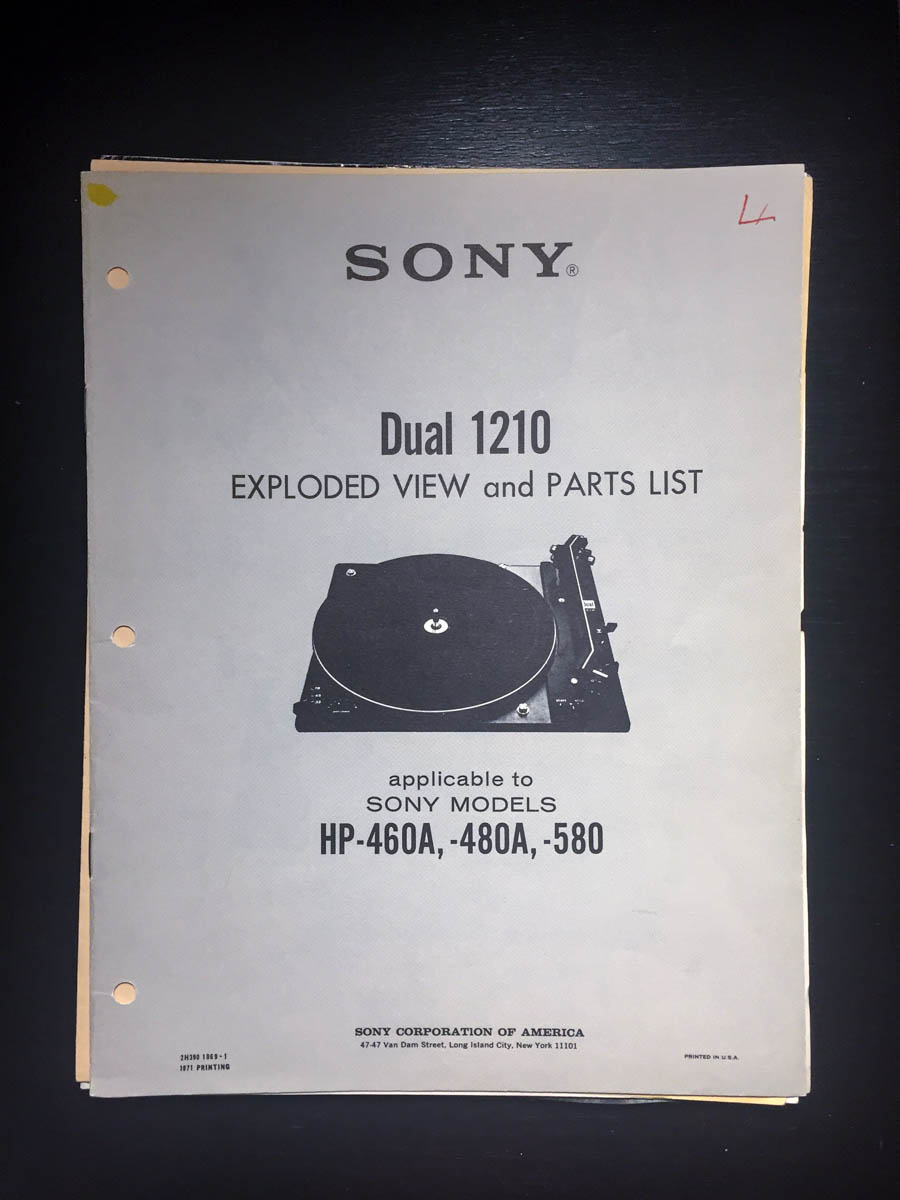 4
SONY®
Dual 1210
EXPLODED VIEW and PARTS LIST
applicable to
SONY MODELS
HP-460A, -480A, -580
SONY CORPORATION OF AMERICA
47-47 Van Dam Street, Long Island City, New York 11101
2H390 1069-1
1971 PRINTING
PRINTED IN U.S.A.